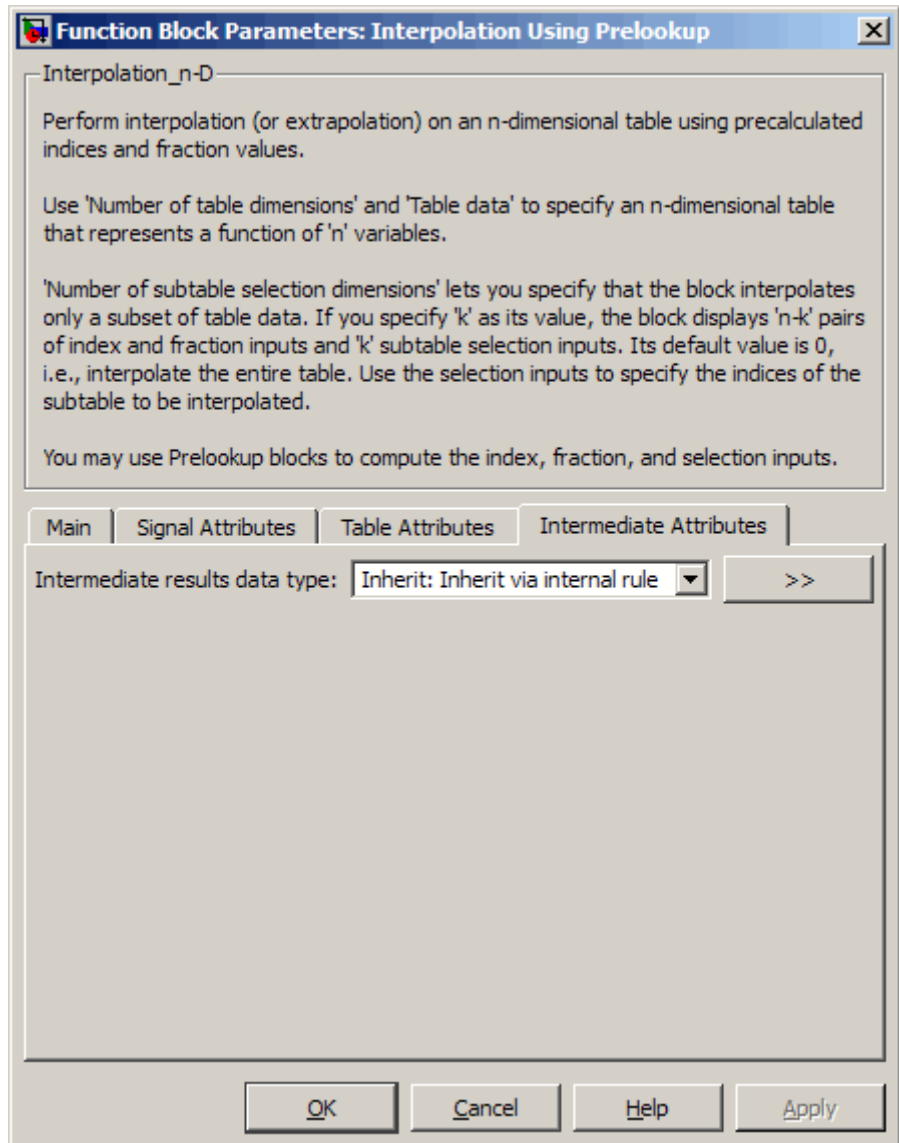 Function Block Parameters: Interpolation Using Prelookup
Interpolation_n-D
Perform interpolation (or extrapolation) on an n-dimensional table using precalculated
indices and fraction values.
Use 'Number of table dimensions' and 'Table data' to specify an n-dimensional table
that represents a function of 'n' variables.
'Number of subtable selection dimensions' lets you specify that the block interpolates
only a subset of table data. If you specify 'k' as its value, the block displays 'n-k' pairs
of index and fraction inputs and 'k' subtable selection inputs. Its default value is 0,
i.e., interpolate the entire table. Use the selection inputs to specify the indices of the
subtable to be interpolated.
You may use Prelookup blocks to compute the index, fraction, and selection inputs.
Main Signal Attributes Table Attributes Intermediate Attributes
Intermediate results data type: Inherit: Inherit via internal rule >>
OK Cancel Help Apply